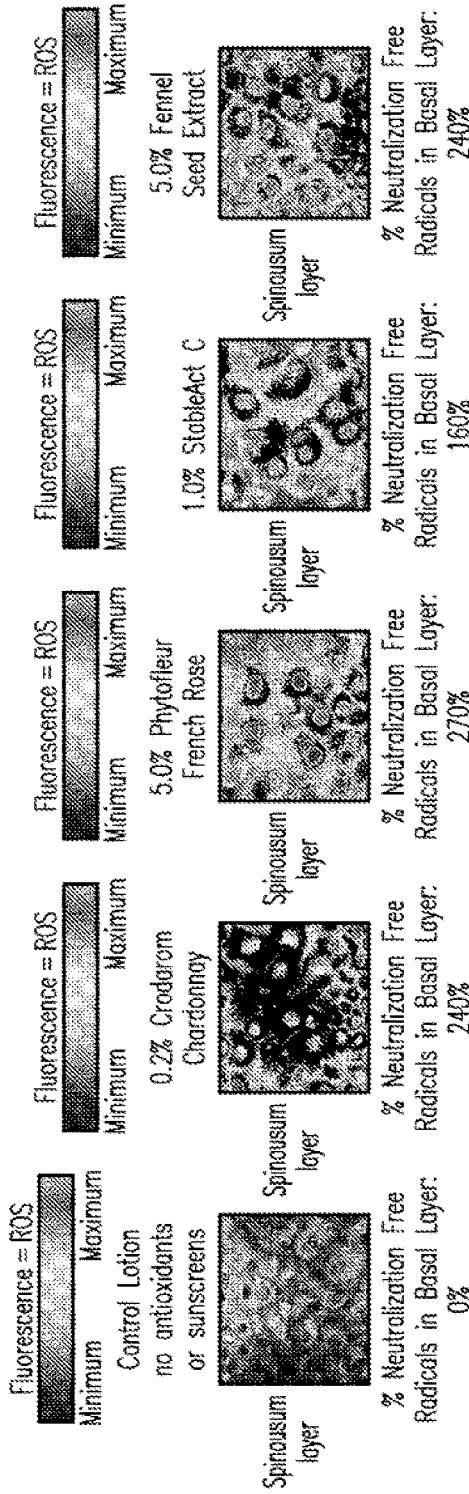 Fluorescence = ROS
Minimum Maximum
Control Lotion
no antioxidants
or sunscreens
Spinousum
layer
% Neutralization Free
Radicals in Basal Layer:
0%
Fluorescence = ROS
Minimum Maximum
0.2% Crodarom
Chardonnay
Spinousum
layer
% Neutralization Free
Radicals in Basal Layer:
240%
Fluorescence = ROS
Minimum Maximum
5.0% Phytofleur
French Rose
Spinousum
layer
% Neutralization Free
Radicals in Basal Layer:
270%
Fluorescence = ROS
Minimum Maximum
1.0% StableAct C
Spinousum
layer
% Neutralization Free
Radicals in Basal Layer:
160%
Fluorescence = ROS
Minimum Maximum
5.0% Fennel
Seed Extract
Spinousum
layer
% Neutralization Free
Radicals in Basal Layer:
240%